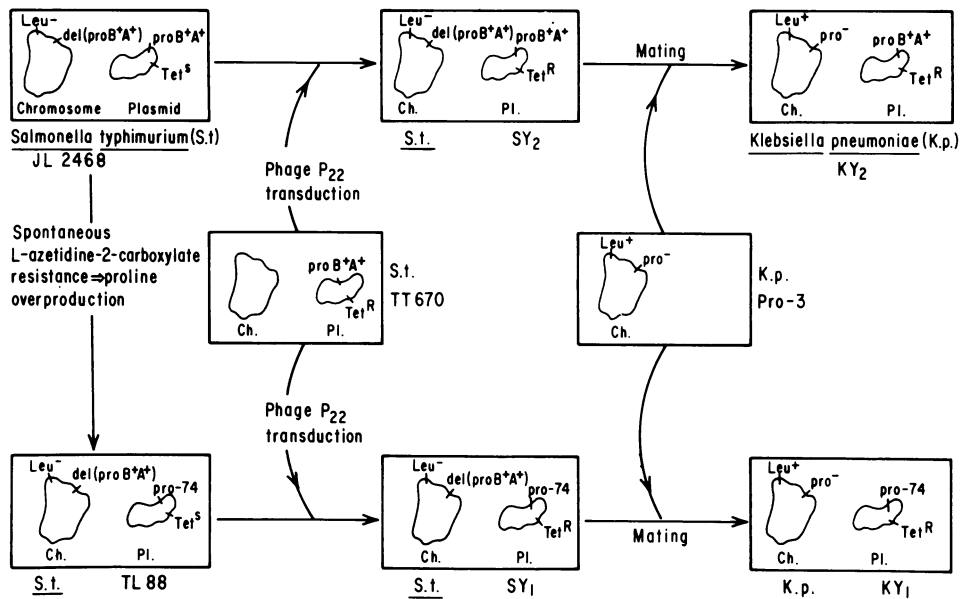 Leu⁻
del(proB⁺A⁺)
proB⁺A⁺
Tetˢ
Chromosome Plasmid
Salmonella typhimurium(S.t)
JL 2468
Leu⁻
del(proB⁺A⁺)
proB⁺A⁺
Tetᴿ
Ch. Pl.
S.t. SY₂
Mating
Leu⁺
pro⁻
proB⁺A⁺
Tetᴿ
Ch. Pl.
Klebsiella pneumoniae (K.p.)
KY₂
Phage P₂₂
transduction
Spontaneous
L-azetidine-2-carboxylate
resistance⇒proline
overproduction
proB⁺A⁺
Tetᴿ
Ch. Pl.
S.t.
TT670
Leu⁺
pro⁻
Ch.
K.p.
Pro-3
Phage P₂₂
transduction
Leu⁻
del(proB⁺A⁺)
pro-74
Tetˢ
Ch. Pl.
S.t. TL88
Leu⁻
del(proB⁺A⁺)
pro-74
Tetᴿ
Ch. Pl.
S.t. SY₁
Mating
Leu⁺
pro⁻
pro-74
Tetᴿ
Ch. Pl.
K.p. KY₁